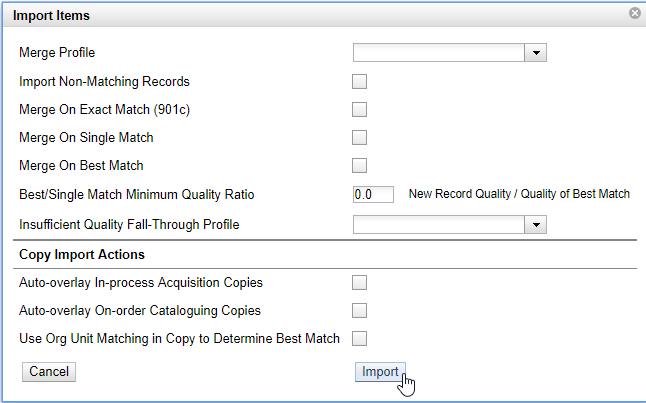 Import Items
Merge Profile
Import Non-Matching Records
Merge On Exact Match (901c)
Merge On Single Match
Merge On Best Match
Best/Single Match Minimum Quality Ratio 0.0 New Record Quality / Quality of Best Match
Insufficient Quality Fall-Through Profile
Copy Import Actions
Auto-overlay In-process Acquisition Copies
Auto-overlay On-order Cataloguing Copies
Use Org Unit Matching in Copy to Determine Best Match
Cancel Import